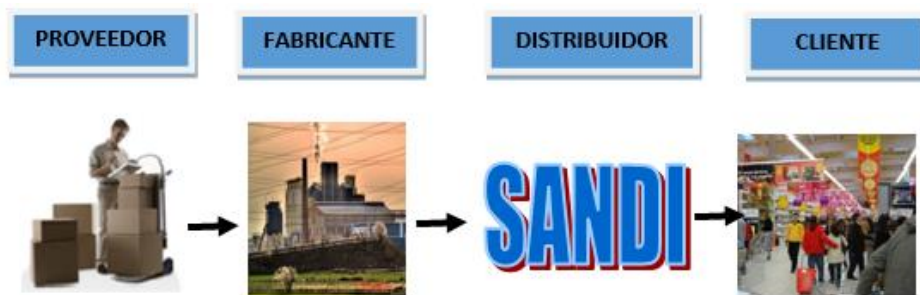 PROVEEDOR
FABRICANTE
DISTRIBUIDOR
CLIENTE
SANDI